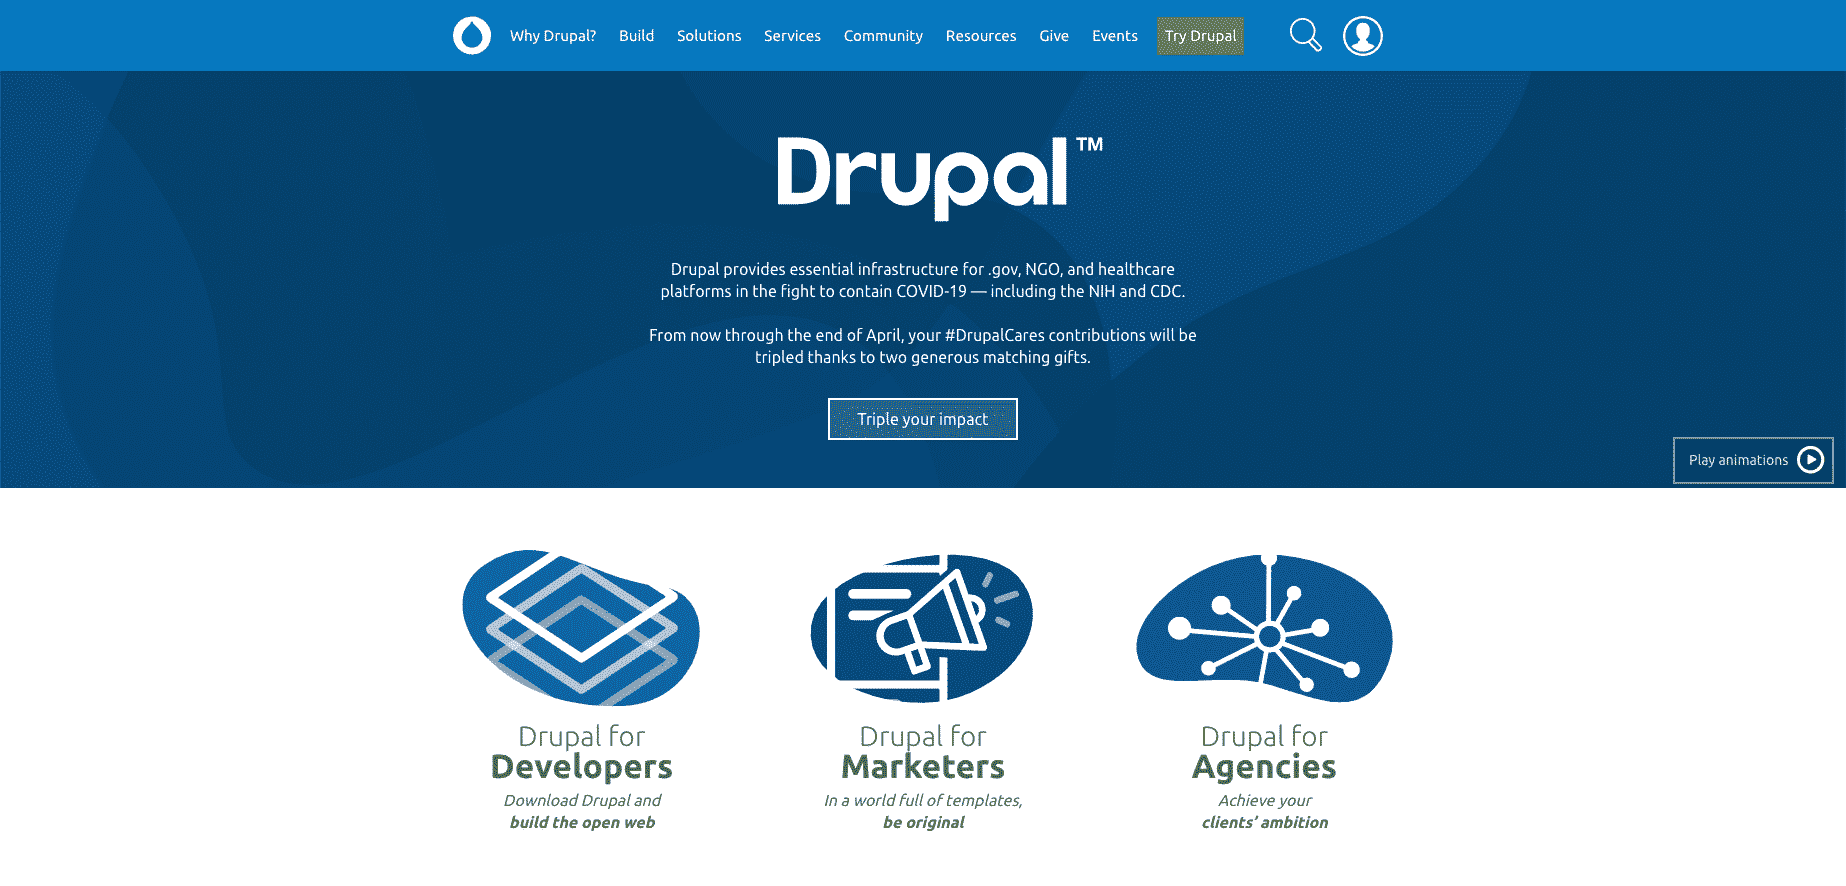 Why Drupal? Build Solutions Services Community Resources Give Events Try Drupal
Drupal™
Drupal provides essential infrastructure for .gov, NGO, and healthcare
platforms in the fight to contain COVID-19 — including the NIH and CDC.
From now through the end of April, your #DrupalCares contributions will be
tripled thanks to two generous matching gifts.
Triple your impact
Play animations
Drupal for
Developers
Download Drupal and
build the open web
Drupal for
Marketers
In a world full of templates,
be original
Drupal for
Agencies
Achieve your
clients’ ambition